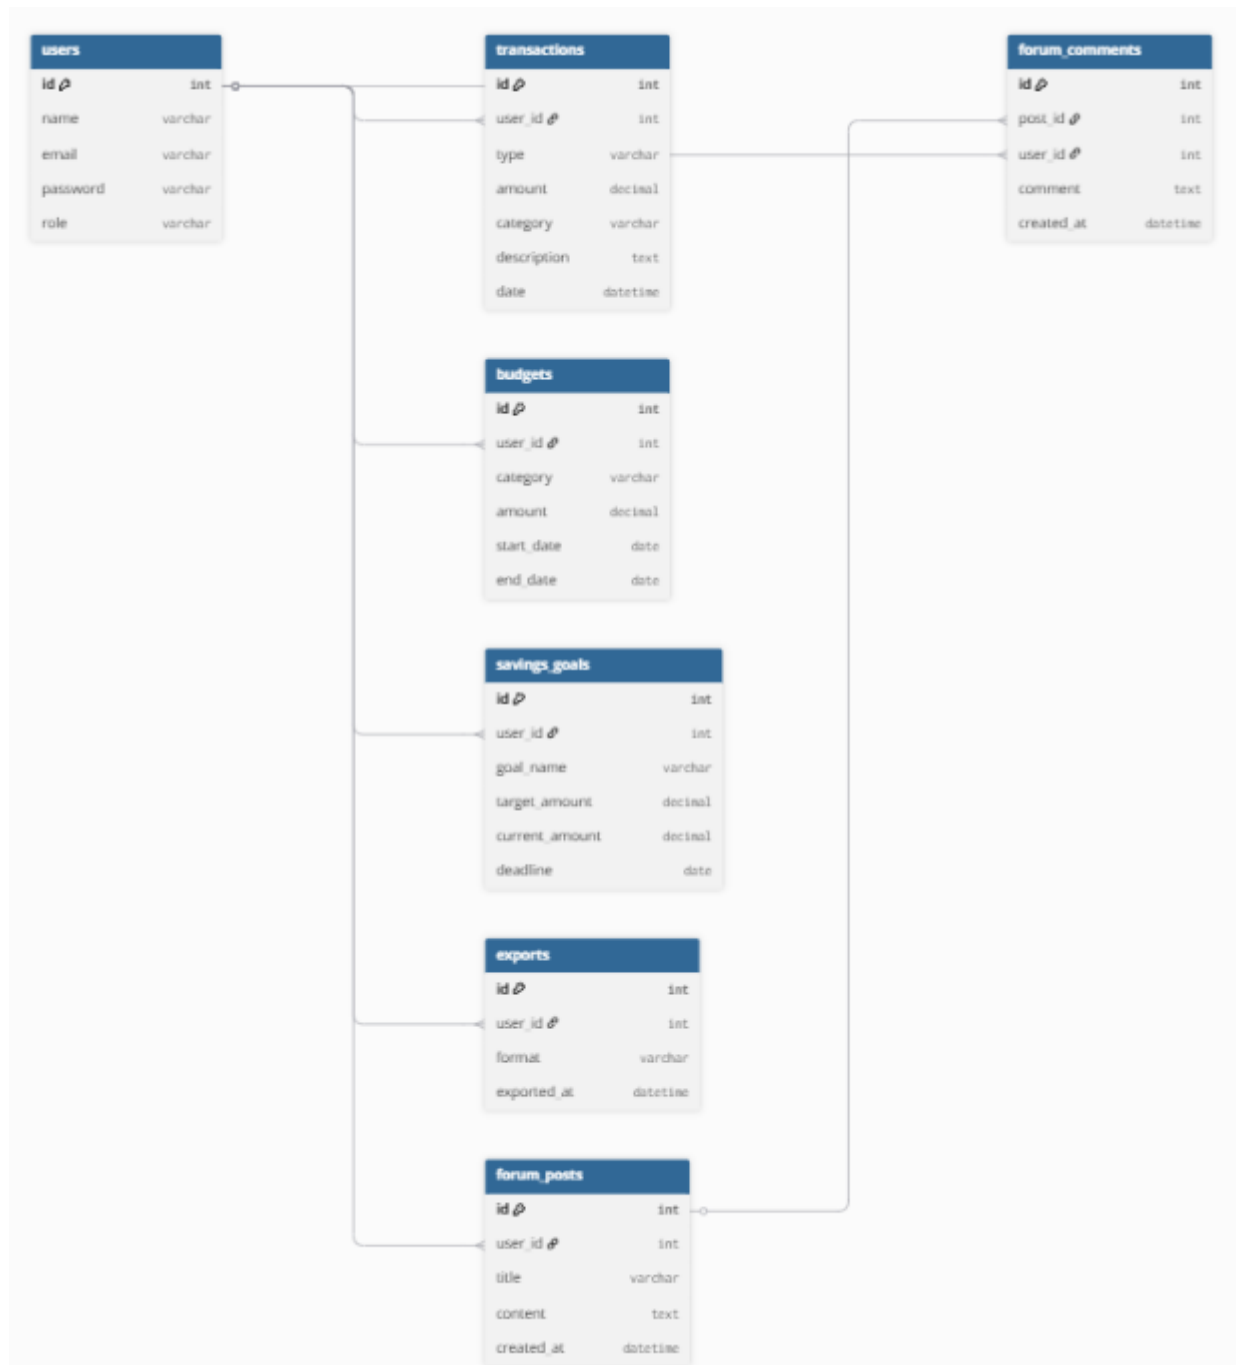 users
id int
name varchar
email varchar
password varchar
role varchar
transactions
id int
user_id int
type varchar
amount decimal
category varchar
description text
date datetime
forum_comments
id int
post_id int
user_id int
comment text
created_at datetime
budgets
id int
user_id int
category varchar
amount decimal
start_date date
end_date date
savings_goals
id int
user_id int
goal_name varchar
target_amount decimal
current_amount decimal
deadline date
exports
id int
user_id int
format varchar
exported_at datetime
forum_posts
id int
user_id int
title varchar
content text
created_at datetime